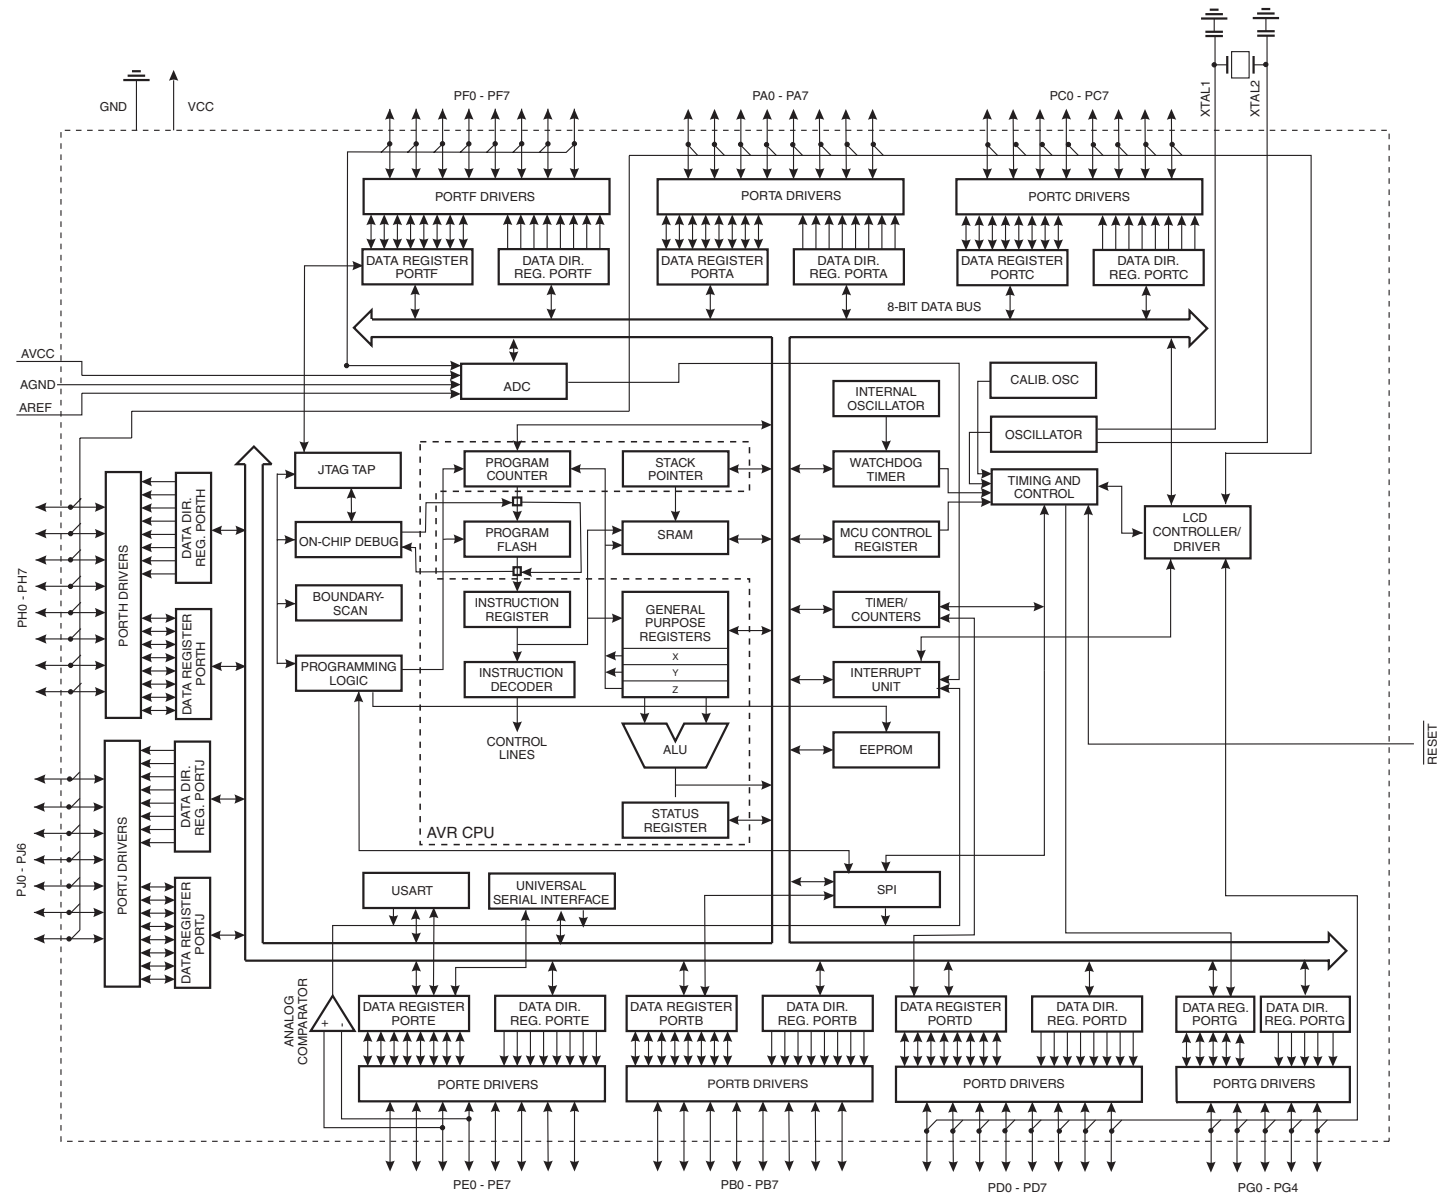 XTAL1
XTAL2
GND
VCC
PF0 - PF7
PA0 - PA7
PC0 - PC7
PORTF DRIVERS
PORTA DRIVERS
PORTC DRIVERS
DATA REGISTER
PORTF
DATA DIR.
REG. PORTF
DATA REGISTER
PORTA
DATA DIR.
REG. PORTA
DATA REGISTER
PORTC
DATA DIR.
REG. PORTC
8-BIT DATA BUS
AVCC
AGND
AREF
ADC
INTERNAL
OSCILLATOR
CALIB. OSC
OSCILLATOR
JTAG TAP
PROGRAM
COUNTER
STACK
POINTER
WATCHDOG
TIMER
TIMING AND
CONTROL
ON-CHIP DEBUG
PROGRAM
FLASH
SRAM
MCU CONTROL
REGISTER
LCD
CONTROLLER/
DRIVER
BOUNDARY-
SCAN
INSTRUCTION
REGISTER
GENERAL
PURPOSE
REGISTERS
X
Y
Z
TIMER/
COUNTERS
PROGRAMMING
LOGIC
INSTRUCTION
DECODER
INTERRUPT
UNIT
CONTROL
LINES
ALU
EEPROM
STATUS
REGISTER
AVR CPU
RESET
PH0 - PH7
PORTH DRIVERS
DATA DIR.
REG. PORTH
DATA REGISTER
PORTH
PJ0 - PJ6
PORTJ DRIVERS
DATA DIR.
REG. PORTJ
DATA REGISTER
PORTJ
USART
UNIVERSAL
SERIAL INTERFACE
SPI
ANALOG
COMPARATOR
+
-
DATA REGISTER
PORTE
DATA DIR.
REG. PORTE
DATA REGISTER
PORTB
DATA DIR.
REG. PORTB
DATA REGISTER
PORTD
DATA DIR.
REG. PORTD
DATA REG.
PORTG
DATA DIR.
REG. PORTG
PORTE DRIVERS
PORTB DRIVERS
PORTD DRIVERS
PORTG DRIVERS
PE0 - PE7
PB0 - PB7
PD0 - PD7
PG0 - PG4